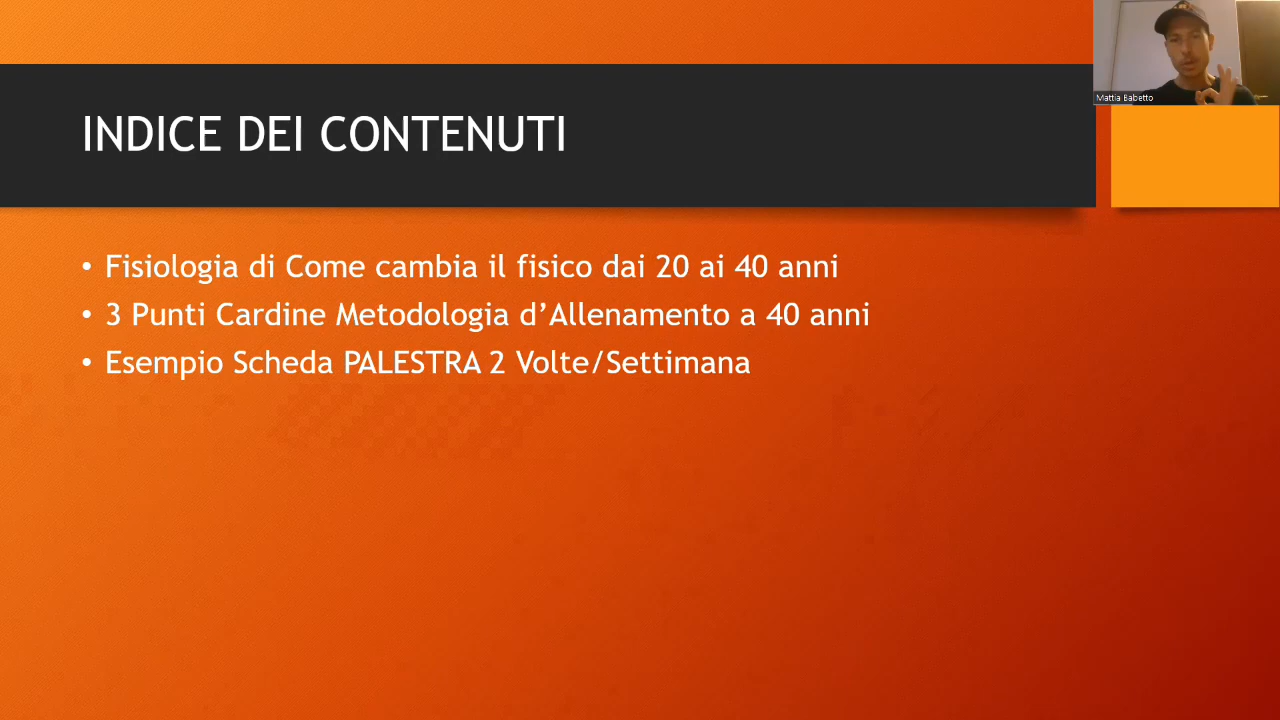 Mattia Babetto
INDICE DEI CONTENUTI
• Fisiologia di Come cambia il fisico dai 20 ai 40 anni
• 3 Punti Cardine Metodologia d’Allenamento a 40 anni
• Esempio Scheda PALESTRA 2 Volte/Settimana